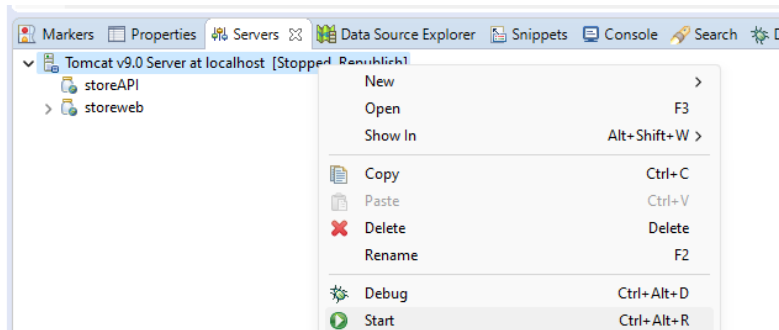 Markers Properties Servers Data Source Explorer Snippets Console Search D
Tomcat v9.0 Server at localhost [Stopped, Republish]
storeAPI
storeweb
New
Open F3
Show In Alt+Shift+W
Copy Ctrl+C
Paste Ctrl+V
Delete Delete
Rename F2
Debug Ctrl+Alt+D
Start Ctrl+Alt+R